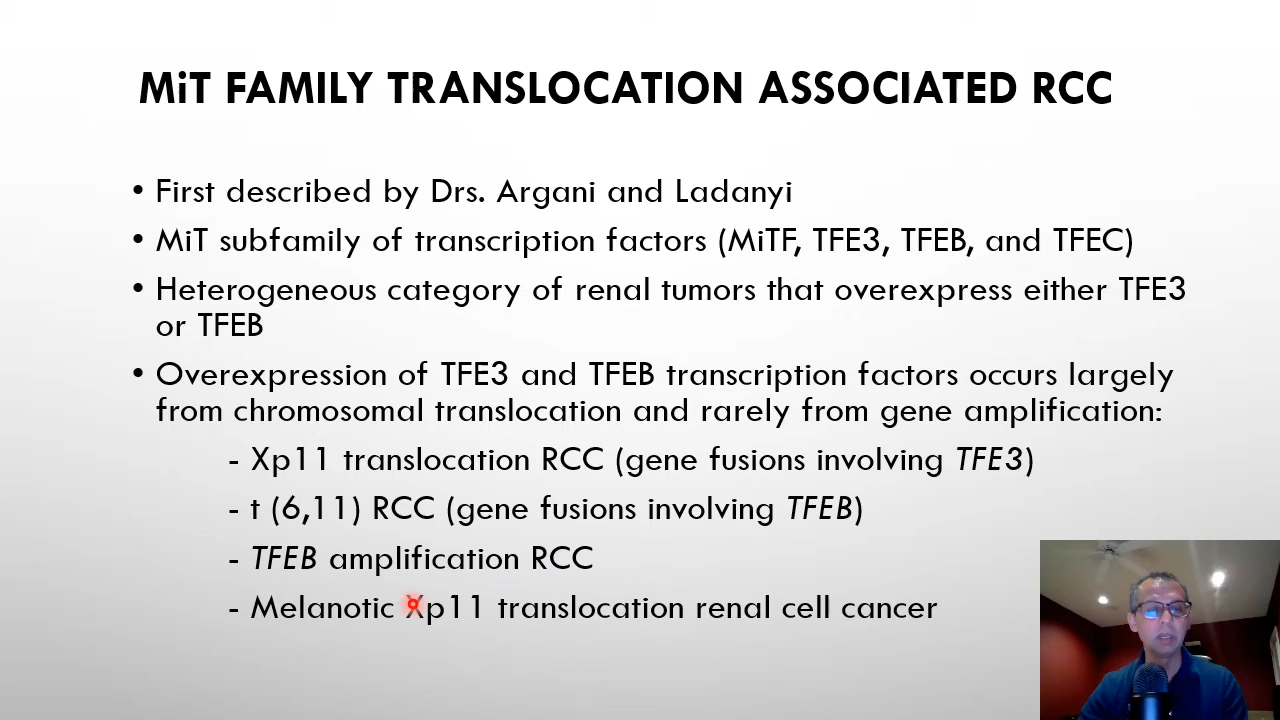 MiT FAMILY TRANSLOCATION ASSOCIATED RCC
• First described by Drs. Argani and Ladanyi
• MiT subfamily of transcription factors (MiTF, TFE3, TFEB, and TFEC)
• Heterogeneous category of renal tumors that overexpress either TFE3
or TFEB
• Overexpression of TFE3 and TFEB transcription factors occurs largely
from chromosomal translocation and rarely from gene amplification:
- Xp11 translocation RCC (gene fusions involving TFE3)
- t (6,11) RCC (gene fusions involving TFEB)
- TFEB amplification RCC
- Melanotic Xp11 translocation renal cell cancer